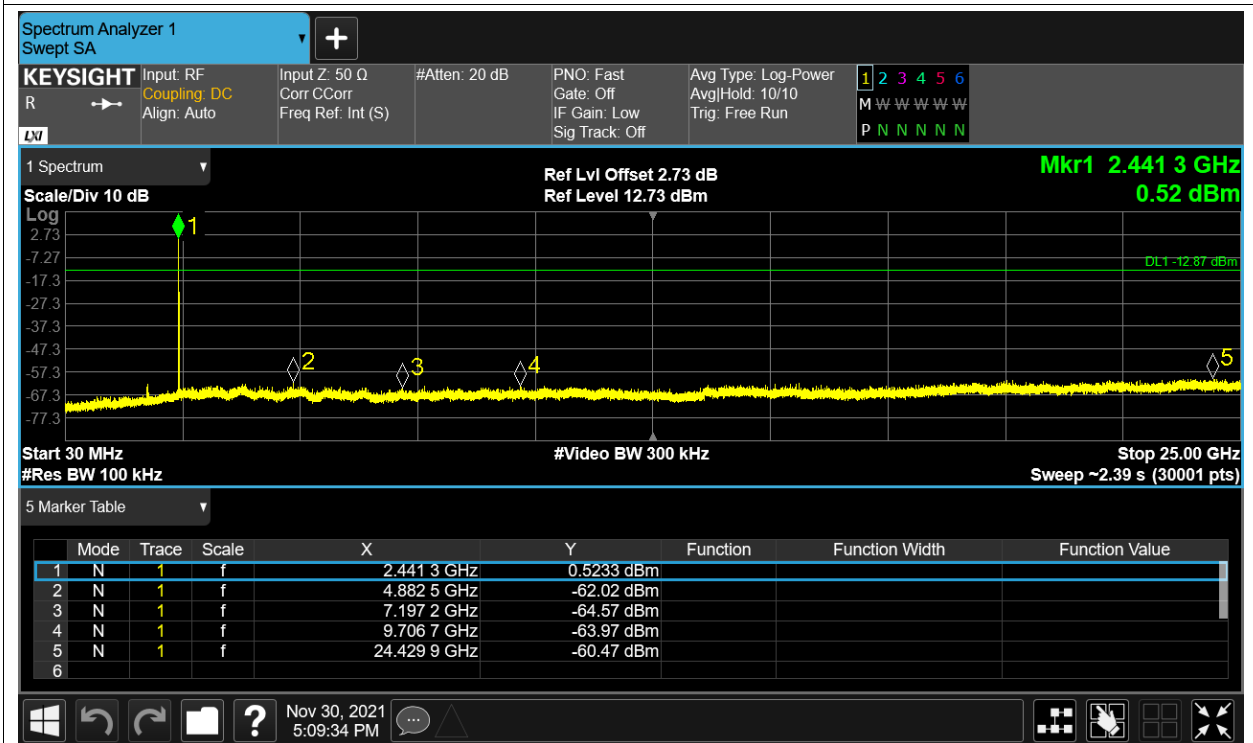 Spectrum Analyzer 1
Swept SA
KEYSIGHT
R
LXI
Input: RF
Coupling: DC
Align: Auto
Input Z: 50 Ω
Corr CCorr
Freq Ref: Int (S)
#Atten: 20 dB
PNO: Fast
Gate: Off
IF Gain: Low
Sig Track: Off
Avg Type: Log-Power
Avg|Hold: 10/10
Trig: Free Run
1 2 3 4 5 6
M W W W W W
P N N N N N
1 Spectrum
Scale/Div 10 dB
Ref Lvl Offset 2.73 dB
Ref Level 12.73 dBm
Mkr1 2.441 3 GHz
0.52 dBm
Log
2.73
-7.27
-17.3
-27.3
-37.3
-47.3
-57.3
-67.3
-77.3
1
DL1 -12.87 dBm
2
3
4
5
Start 30 MHz
#Res BW 100 kHz
#Video BW 300 kHz
Stop 25.00 GHz
Sweep ~2.39 s (30001 pts)
5 Marker Table
Mode Trace Scale X Y Function Function Width Function Value
1 N 1 f 2.441 3 GHz 0.5233 dBm
2 N 1 f 4.882 5 GHz -62.02 dBm
3 N 1 f 7.197 2 GHz -64.57 dBm
4 N 1 f 9.706 7 GHz -63.97 dBm
5 N 1 f 24.429 9 GHz -60.47 dBm
6
?
Nov 30, 2021
5:09:34 PM